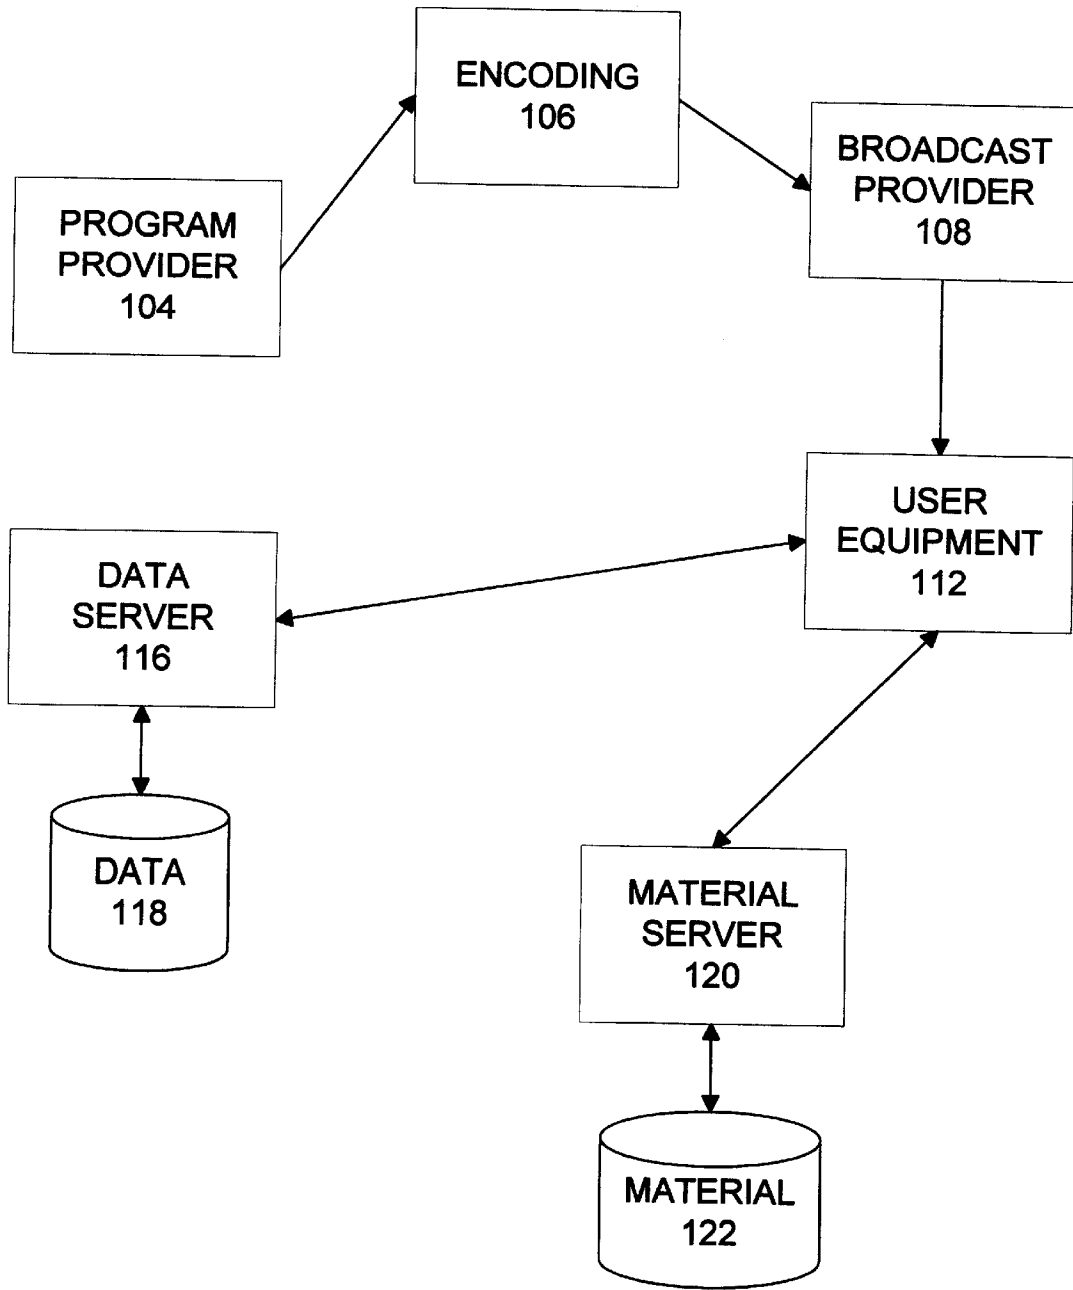 ENCODING
106
BROADCAST
PROVIDER
108
PROGRAM
PROVIDER
104
USER
EQUIPMENT
112
DATA
SERVER
116
DATA
118
MATERIAL
SERVER
120
MATERIAL
122